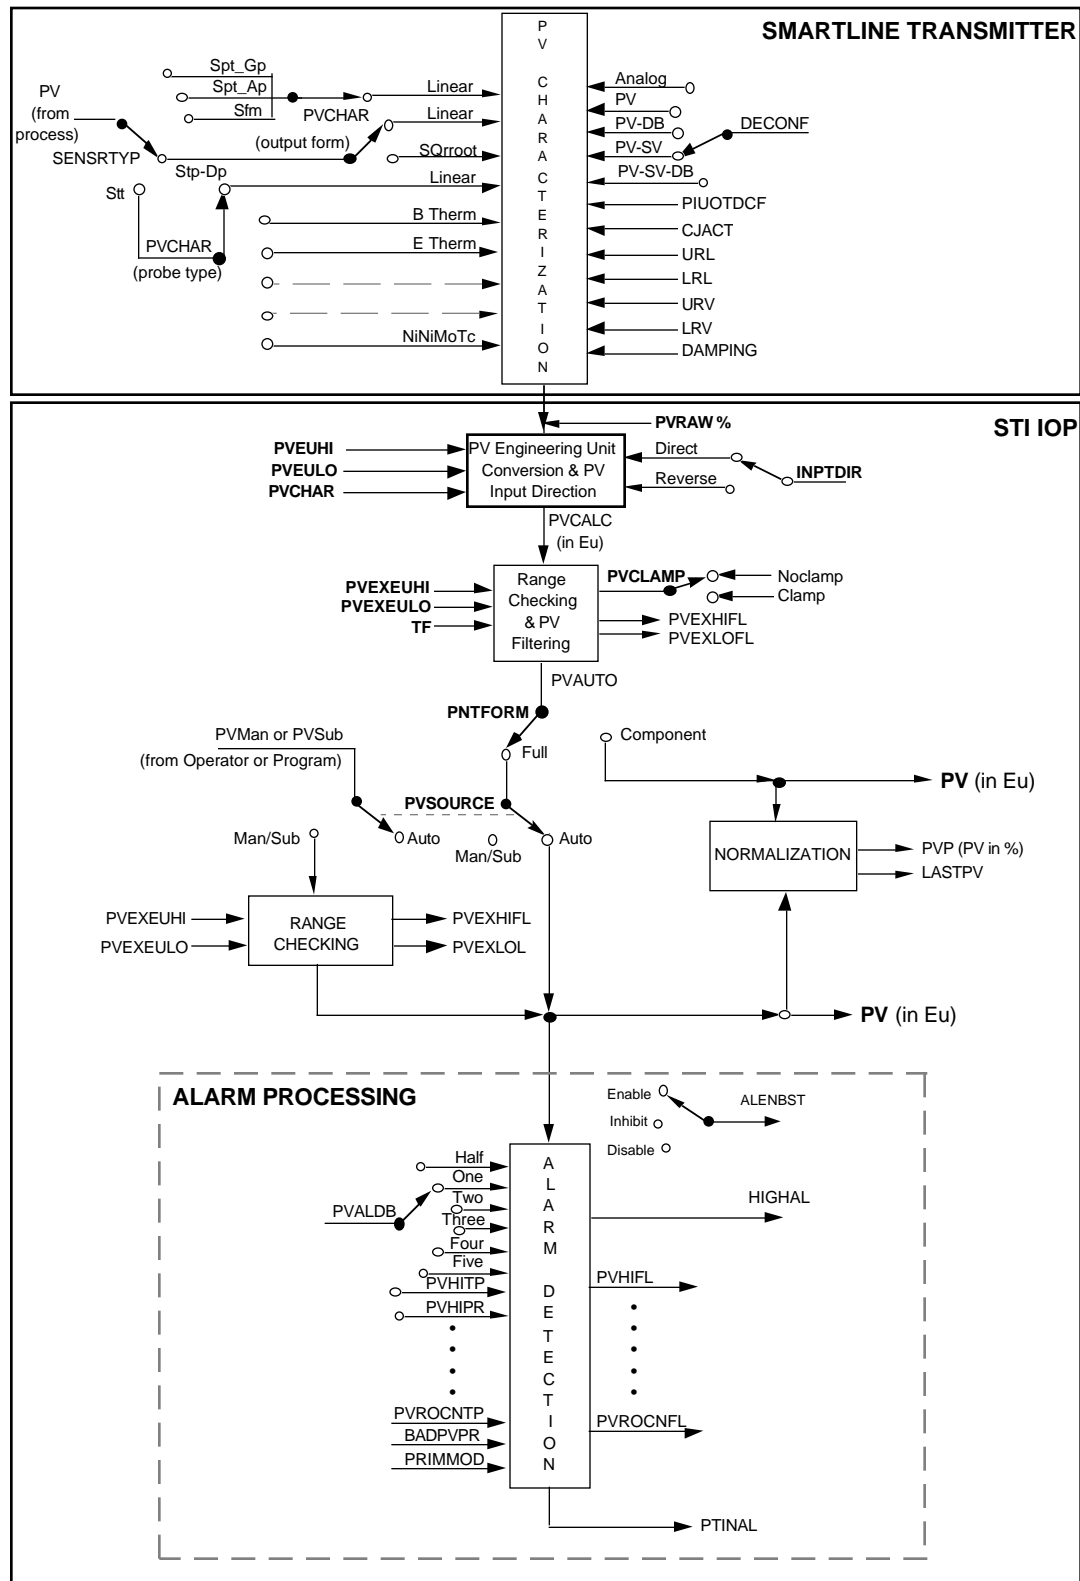 SMARTLINE TRANSMITTER
PV CHARACTERIZATION
Spt_Gp
Spt_Ap
Sfm
PV
(from
process)
SENSRTYP
PVCHAR
(output form)
Linear
Linear
SQrroot
Stp-Dp
Linear
Stt
PVCHAR
(probe type)
B Therm
E Therm
NiNiMoTc
Analog
PV
PV-DB
PV-SV
PV-SV-DB
DECONF
PIUOTDCF
CJACT
URL
LRL
URV
LRV
DAMPING
STI IOP
PVRAW %
PVEUHI
PVEULO
PVCHAR
PV Engineering Unit
Conversion & PV
Input Direction
Direct
Reverse
INPTDIR
PVCALC
(in Eu)
PVEXEUHI
PVEXEULO
TF
Range
Checking
& PV
Filtering
PVCLAMP
Noclamp
Clamp
PVEXHIFL
PVEXLOFL
PVAUTO
PNTFORM
Full
Component
PVMan or PVSub
(from Operator or Program)
PVSOURCE
Man/Sub
Auto
Man/Sub
Auto
PV (in Eu)
NORMALIZATION
PVP (PV in %)
LASTPV
PVEXEUHI
PVEXEULO
RANGE
CHECKING
PVEXHIFL
PVEXLOL
PV (in Eu)
ALARM PROCESSING
Enable
Inhibit
Disable
ALENBST
ALARM DETECTION
Half
One
Two
Three
Four
Five
PVALDB
PVHITP
PVHIPR
PVROCNTP
BADPVPR
PRIMMOD
HIGHAL
PVHIFL
PVROCNFL
PTINAL